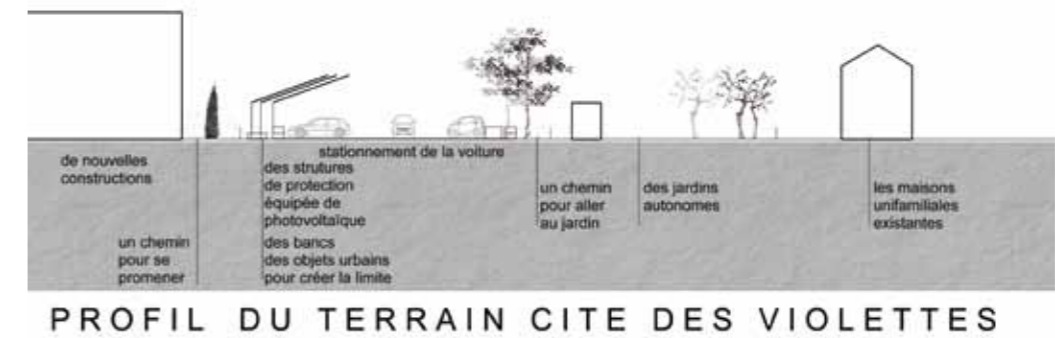 de nouvelles
constructions
un chemin
pour se
promener
stationnement de la voiture
des strutures
de protection
équipée de
photovoltaïque
des bancs
des objets urbains
pour créer la limite
un chemin
pour aller
au jardin
des jardins
autonomes
les maisons
unifamiliales
existantes
PROFIL DU TERRAIN CITE DES VIOLETTES